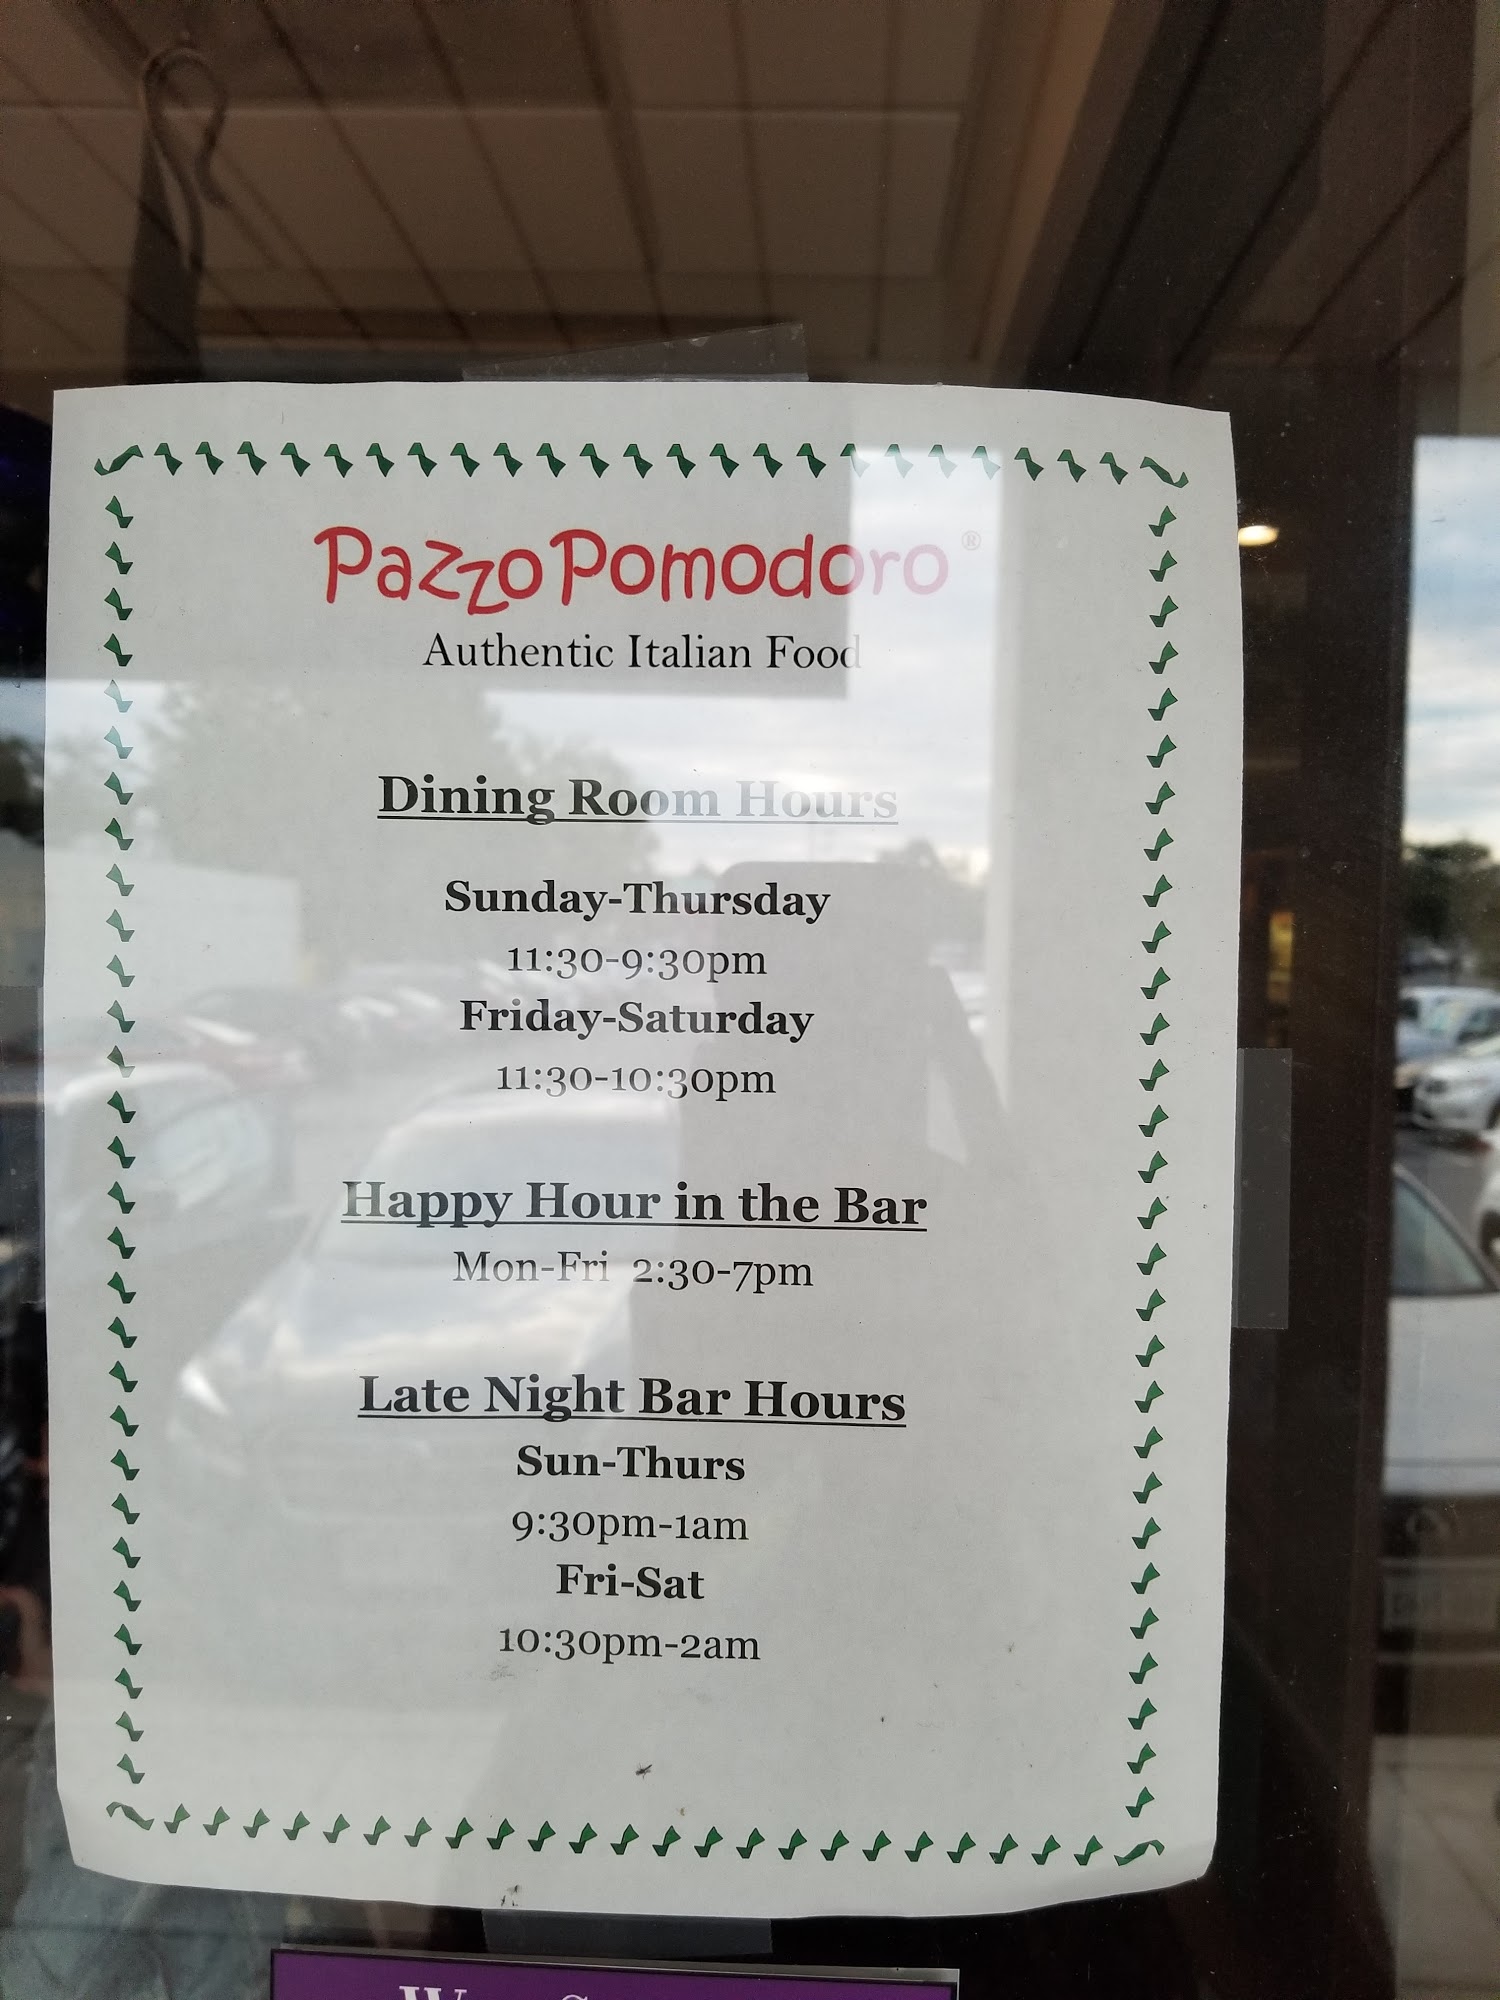 Pazzo Pomodoro ®
Authentic Italian Food
Dining Room Hours
Sunday-Thursday
11:30-9:30pm
Friday-Saturday
11:30-10:30pm
Happy Hour in the Bar
Mon-Fri 2:30-7pm
Late Night Bar Hours
Sun-Thurs
9:30pm-1am
Fri-Sat
10:30pm-2am